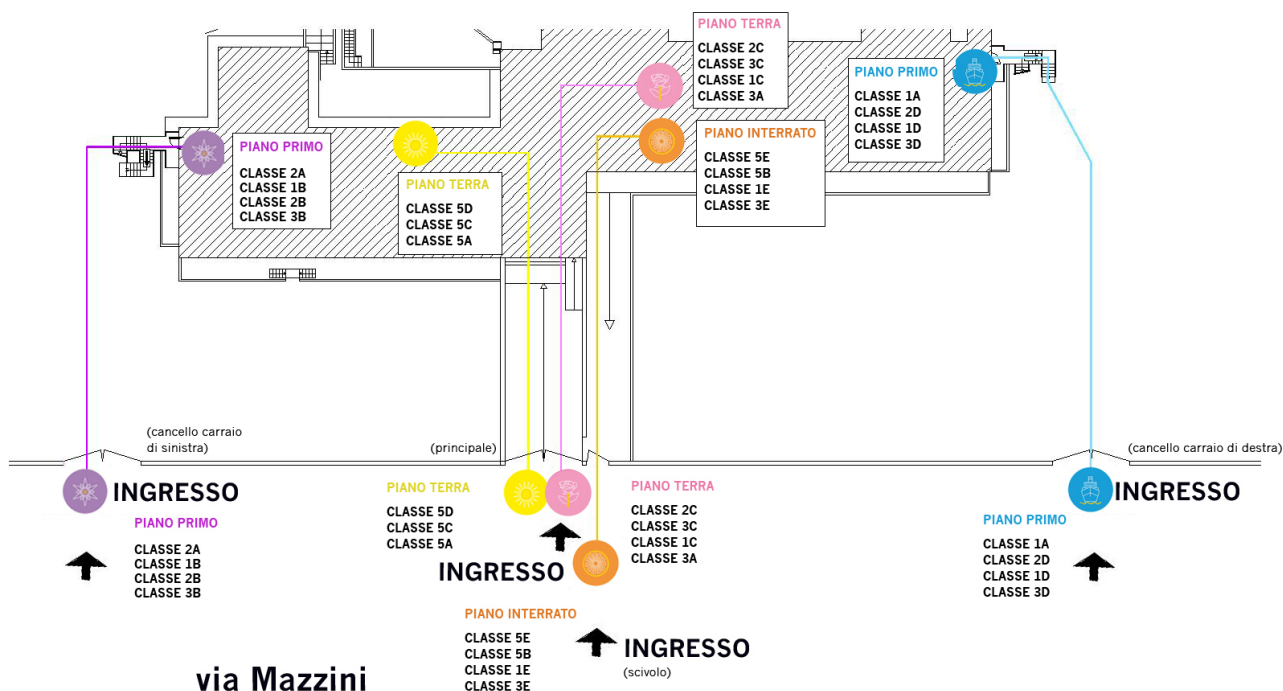 PIANO TERRA
CLASSE 2C
CLASSE 3C
CLASSE 1C
CLASSE 3A
PIANO PRIMO
CLASSE 1A
CLASSE 2D
CLASSE 1D
CLASSE 3D
PIANO INTERRATO
CLASSE 5E
CLASSE 5B
CLASSE 1E
CLASSE 3E
PIANO PRIMO
CLASSE 2A
CLASSE 1B
CLASSE 2B
CLASSE 3B
PIANO TERRA
CLASSE 5D
CLASSE 5C
CLASSE 5A
(cancello carraio
di sinistra)
(principale)
(cancello carraio di destra)
INGRESSO
PIANO PRIMO
CLASSE 2A
CLASSE 1B
CLASSE 2B
CLASSE 3B
PIANO TERRA
CLASSE 5D
CLASSE 5C
CLASSE 5A
INGRESSO
PIANO TERRA
CLASSE 2C
CLASSE 3C
CLASSE 1C
CLASSE 3A
INGRESSO
PIANO PRIMO
CLASSE 1A
CLASSE 2D
CLASSE 1D
CLASSE 3D
PIANO INTERRATO
CLASSE 5E
CLASSE 5B
CLASSE 1E
CLASSE 3E
INGRESSO
(scivolo)
via Mazzini